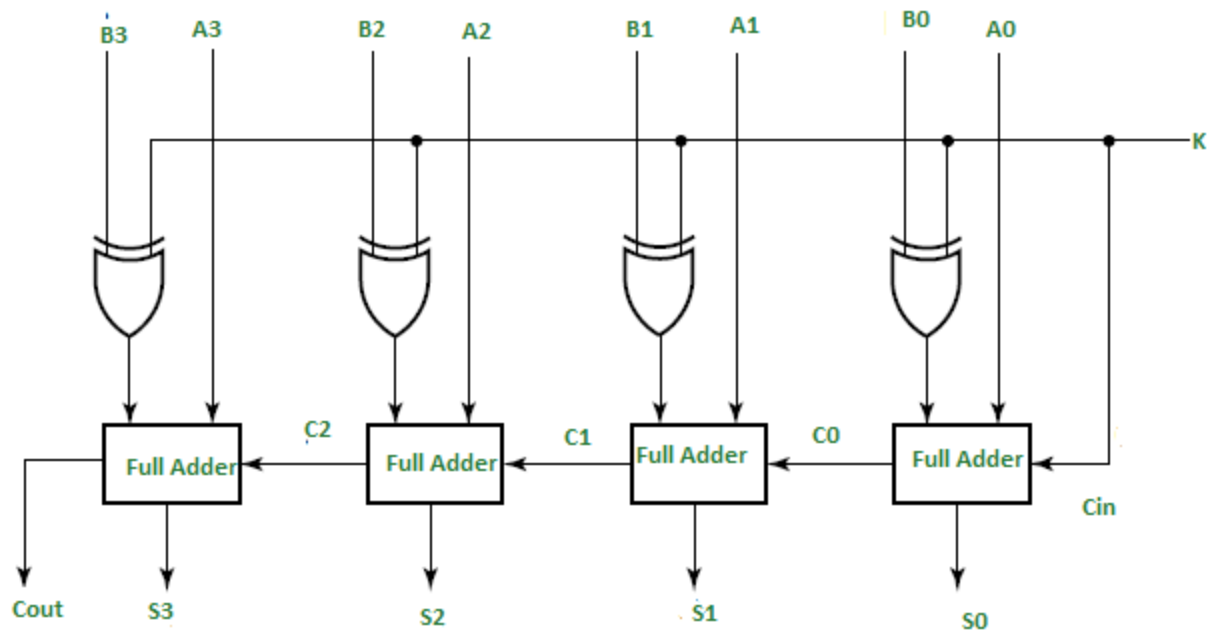 B3 A3 B2 A2 B1 A1 B0 A0
K
C2 C1 C0
Full Adder Full Adder Full Adder Full Adder
Cin
Cout S3 S2 S1 S0